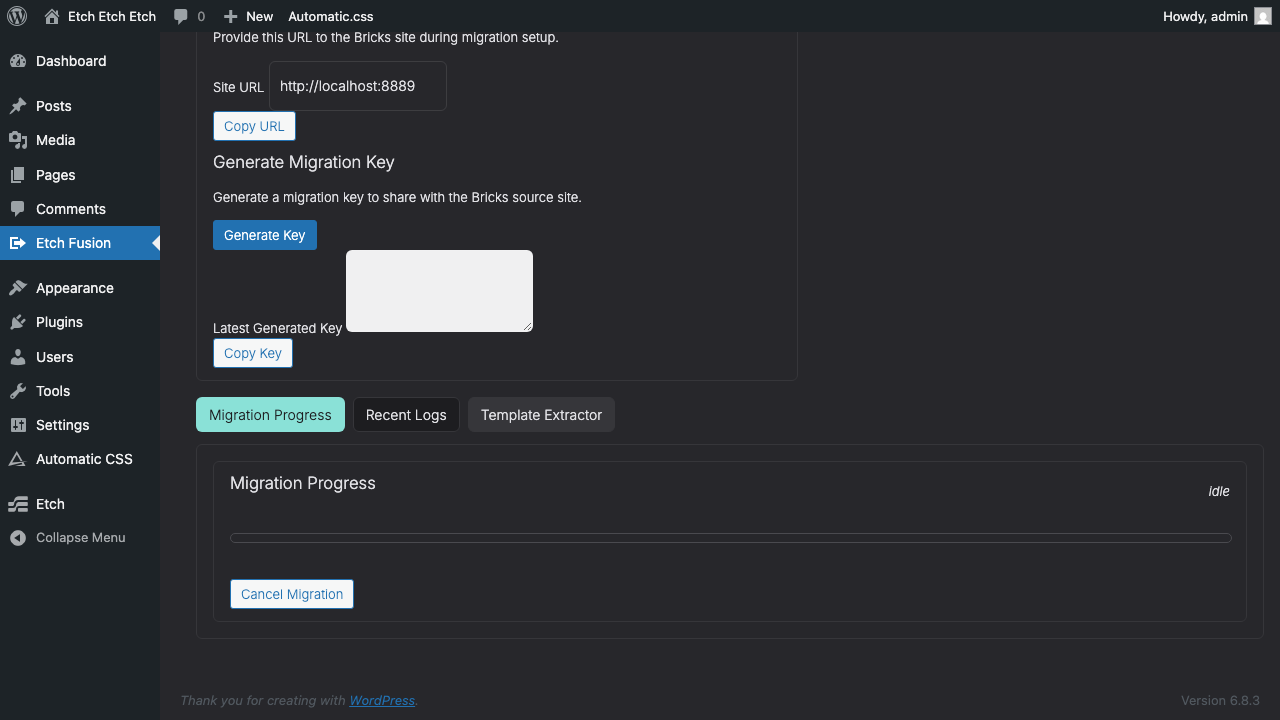 Etch Etch Etch 0 New Automatic.css Howdy, admin
Dashboard
Posts
Media
Pages
Comments
Etch Fusion
Appearance
Plugins
Users
Tools
Settings
Automatic CSS
Etch
Collapse Menu
Provide this URL to the Bricks site during migration setup.
Site URL http://localhost:8889
Copy URL
Generate Migration Key
Generate a migration key to share with the Bricks source site.
Generate Key
Latest Generated Key
Copy Key
Migration Progress Recent Logs Template Extractor
Migration Progress
idle
Cancel Migration
Thank you for creating with WordPress. Version 6.8.3